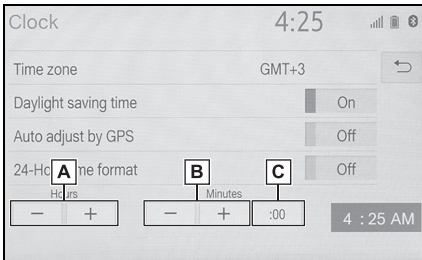 Clock 4:25
Time zone GMT+3
Daylight saving time On
Auto adjust by GPS Off
24-Ho me format Off
A B C
Hours Minutes
− + − + :00 4 : 25 AM